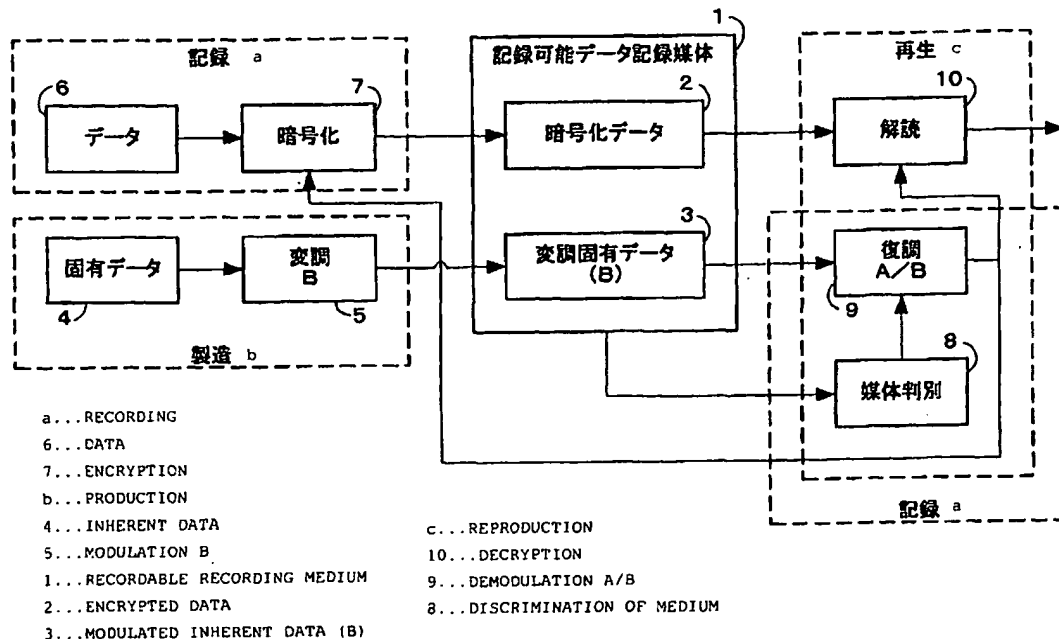 1
記録 a
6
データ
7
暗号化
記録可能データ記録媒体
2
暗号化データ
再生 c
10
解読
固有データ
4
変調
B
5
製造 b
3
変調固有データ
(B)
復調
A/B
9
8
媒体判別
記録 a
a...RECORDING
6...DATA
7...ENCRYPTION
b...PRODUCTION
4...INHERENT DATA
5...MODULATION B
1...RECORDABLE RECORDING MEDIUM
2...ENCRYPTED DATA
3...MODULATED INHERENT DATA (B)
c...REPRODUCTION
10...DECRYPTION
9...DEMODULATION A/B
8...DISCRIMINATION OF MEDIUM